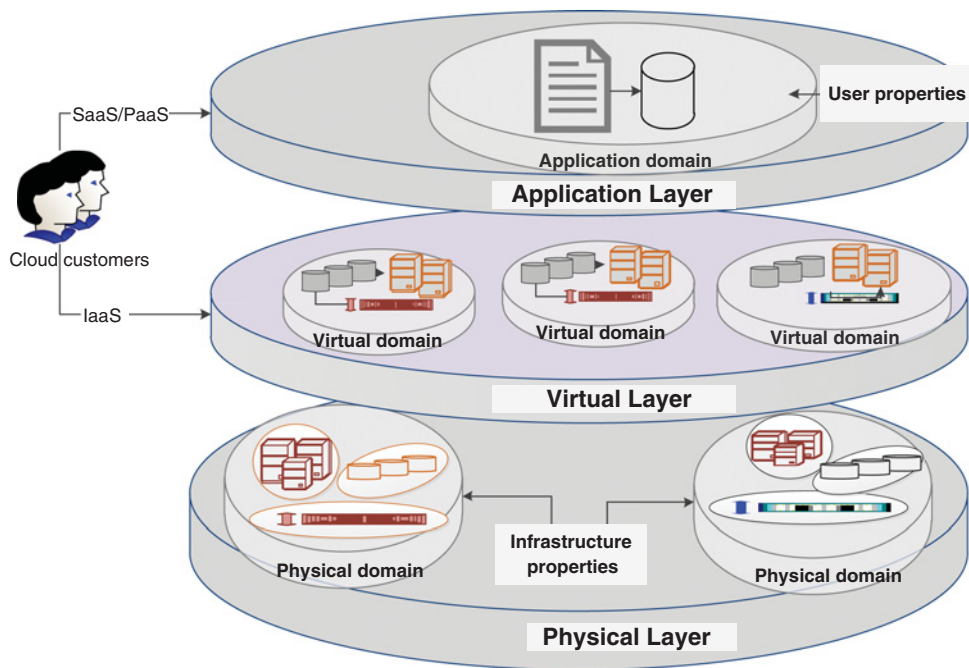 SaaS/PaaS
User properties
Application domain
Application Layer
Cloud customers
IaaS
Virtual domain
Virtual domain
Virtual domain
Virtual Layer
Infrastructure
properties
Physical domain
Physical domain
Physical Layer